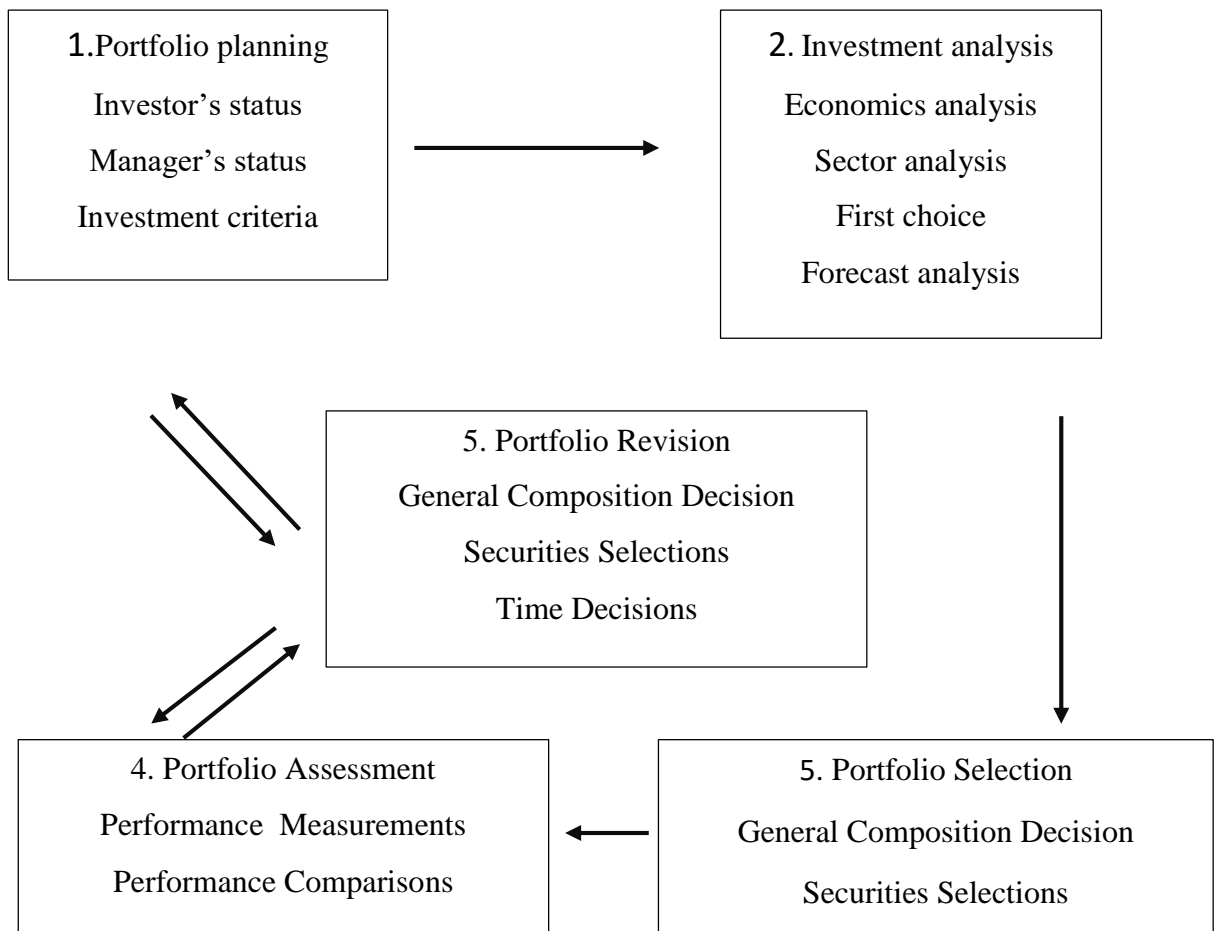 1.Portfolio planning
Investor’s status
Manager’s status
Investment criteria
2. Investment analysis
Economics analysis
Sector analysis
First choice
Forecast analysis
5. Portfolio Revision
General Composition Decision
Securities Selections
Time Decisions
4. Portfolio Assessment
Performance Measurements
Performance Comparisons
5. Portfolio Selection
General Composition Decision
Securities Selections